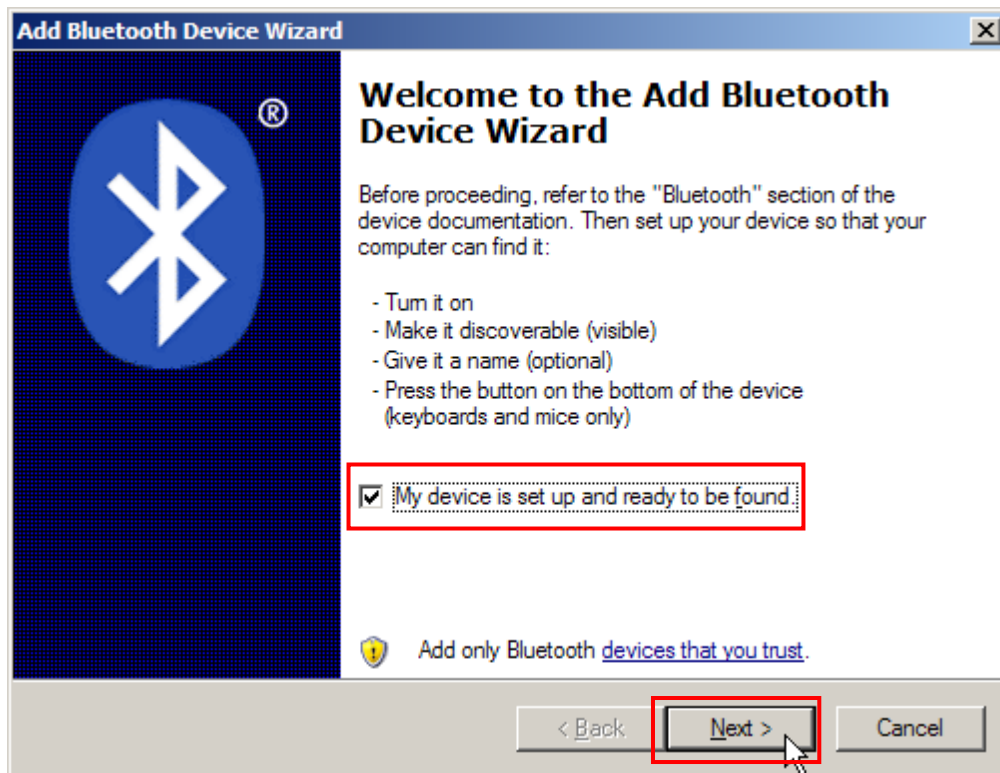 Add Bluetooth Device Wizard
®
Welcome to the Add Bluetooth
Device Wizard
Before proceeding, refer to the "Bluetooth" section of the
device documentation. Then set up your device so that your
computer can find it:
- Turn it on
- Make it discoverable (visible)
- Give it a name (optional)
- Press the button on the bottom of the device
(keyboards and mice only)
My device is set up and ready to be found.
Add only Bluetooth devices that you trust.
< Back Next > Cancel